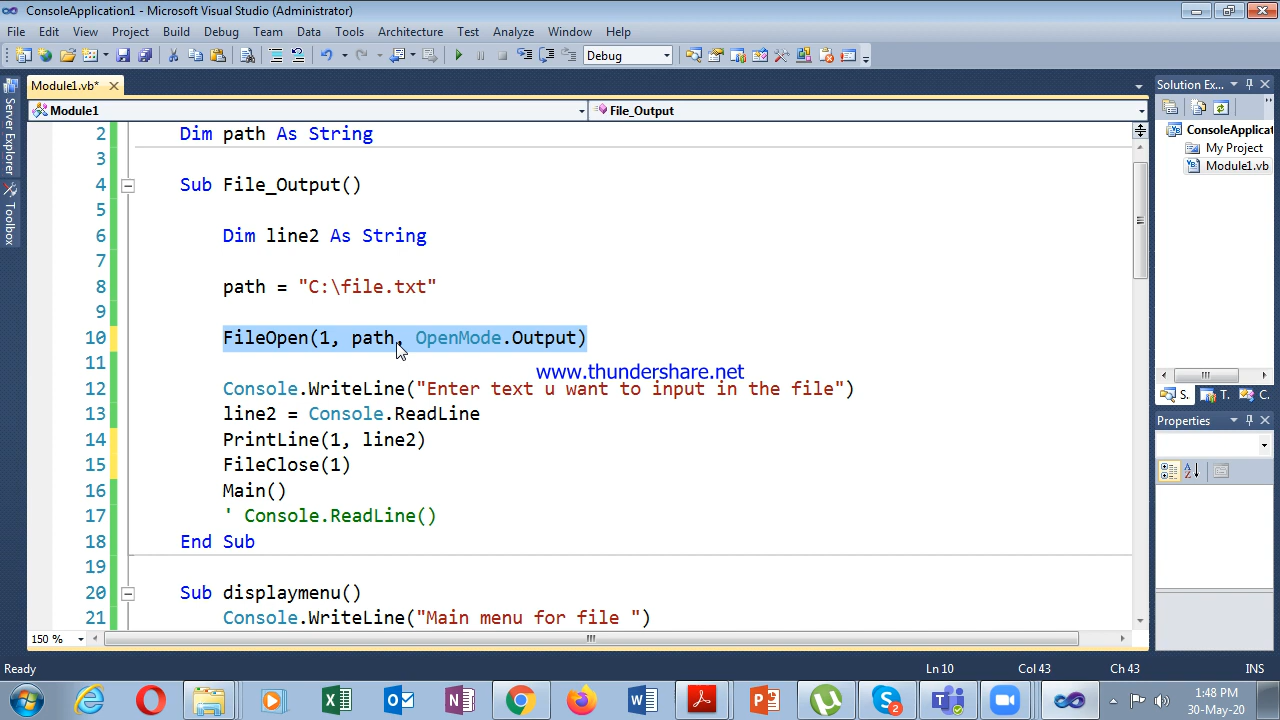 ConsoleApplication1 - Microsoft Visual Studio (Administrator)
File Edit View Project Build Debug Team Data Tools Architecture Test Analyze Window Help
Debug
Module1.vb*
Solution Ex...
Module1 File_Output
Server Explorer
Toolbox
ConsoleApplicat
My Project
Module1.vb
2 Dim path As String
3
4 Sub File_Output()
5
6 Dim line2 As String
7
8 path = "C:\file.txt"
9
10 FileOpen(1, path, OpenMode.Output)
11
www.thundershare.net
12 Console.WriteLine("Enter text u want to input in the file")
13 line2 = Console.ReadLine
14 PrintLine(1, line2)
15 FileClose(1)
16 Main()
17 ' Console.ReadLine()
18 End Sub
19
20 Sub displaymenu()
21 Console.WriteLine("Main menu for file ")
S. T. C.
Properties
150 %
Ready Ln 10 Col 43 Ch 43 INS
1:48 PM
30-May-20